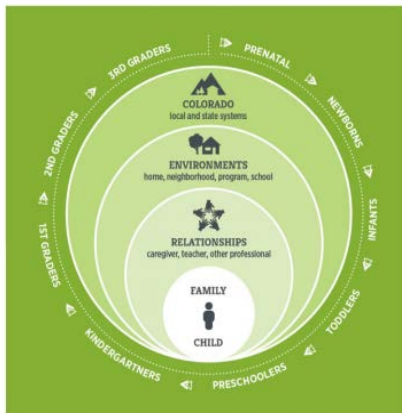 PRENATAL
NEWBORNS
INFANTS
TODDLERS
PRESCHOOLERS
KINDERGARTNERS
1ST GRADERS
2ND GRADERS
3RD GRADERS
COLORADO
local and state systems
ENVIRONMENTS
home, neighborhood, program, school
RELATIONSHIPS
caregiver, teacher, other professional
FAMILY
CHILD